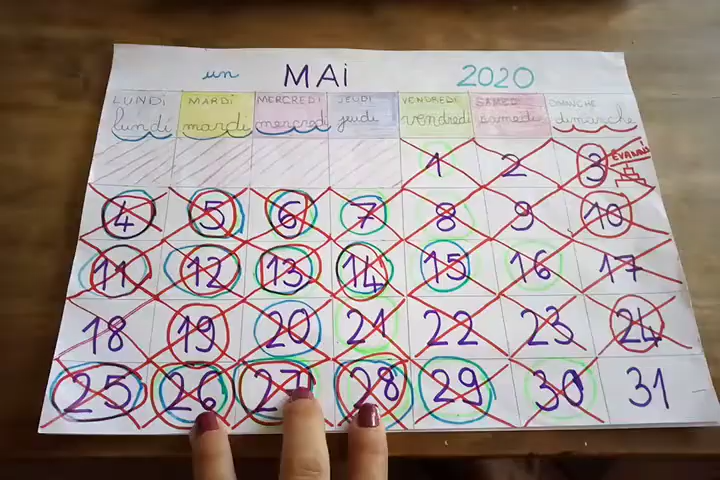 un MAi 2020
LUNDI MARDI MERCREDI JEUDI VENDREDI SAMEDI DIMANCHE
lundi mardi mercredi jeudi vendredi samedi dimarche
1 2 3
4 5 6 7 8 9 10
11 12 13 14 15 16 17
18 19 20 21 22 23 24
25 26 27 28 29 30 31